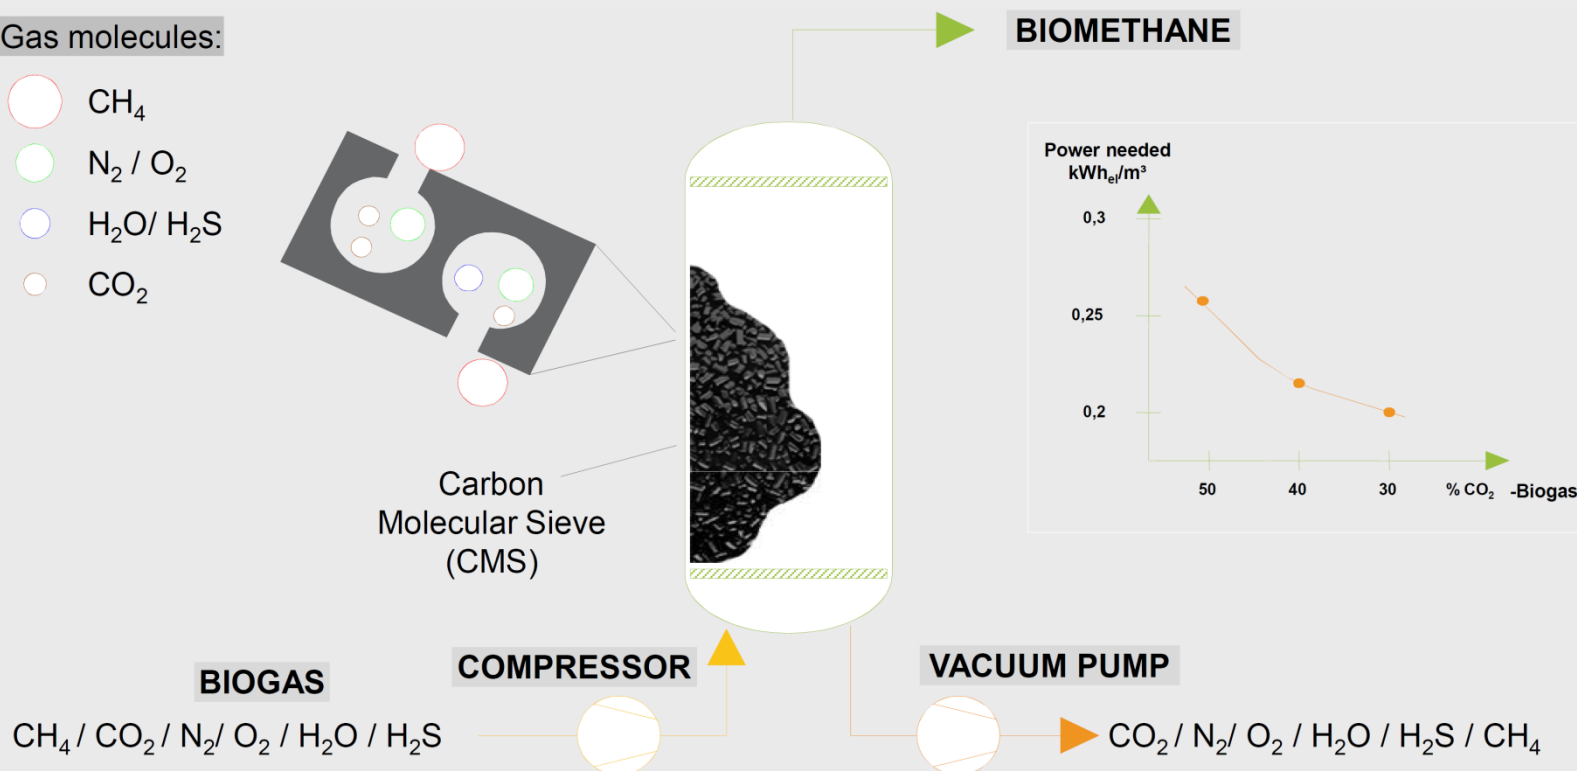 Gas molecules:
CH₄
N₂ / O₂
H₂O/ H₂S
CO₂
BIOMETHANE
Power needed
kWhₑₗ/m³
0,3
0,25
0,2
50 40 30 % CO₂ -Biogas
Carbon
Molecular Sieve
(CMS)
BIOGAS
CH₄ / CO₂ / N₂/ O₂ / H₂O / H₂S
COMPRESSOR
VACUUM PUMP
CO₂ / N₂/ O₂ / H₂O / H₂S / CH₄